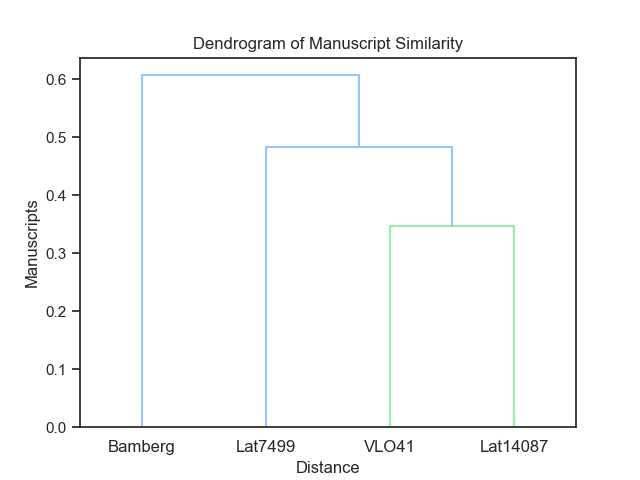 Dendrogram of Manuscript Similarity
Manuscripts
0.6
0.5
0.4
0.3
0.2
0.1
0.0
Bamberg Lat7499 VLO41 Lat14087
Distance